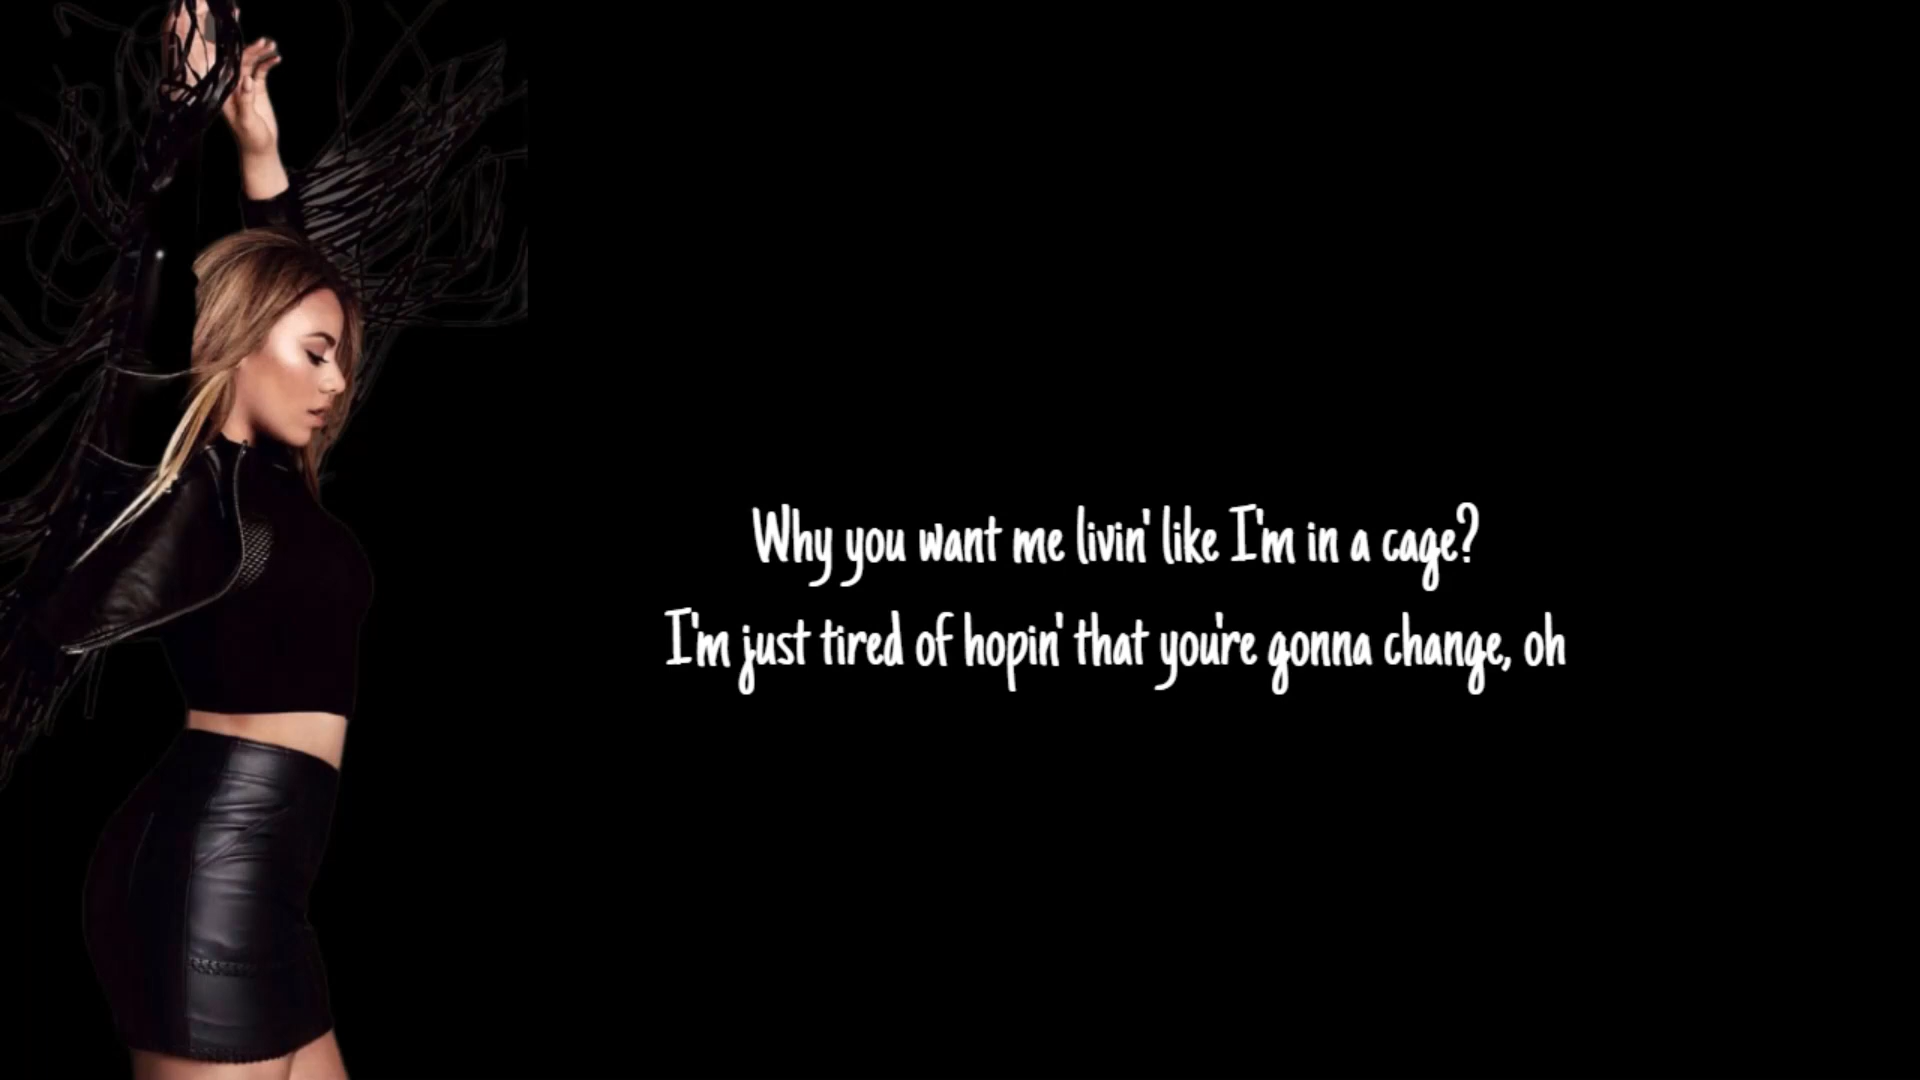 Why you want me livin' like I'm in a cage?
I'm just tired of hopin' that you're gonna change, oh